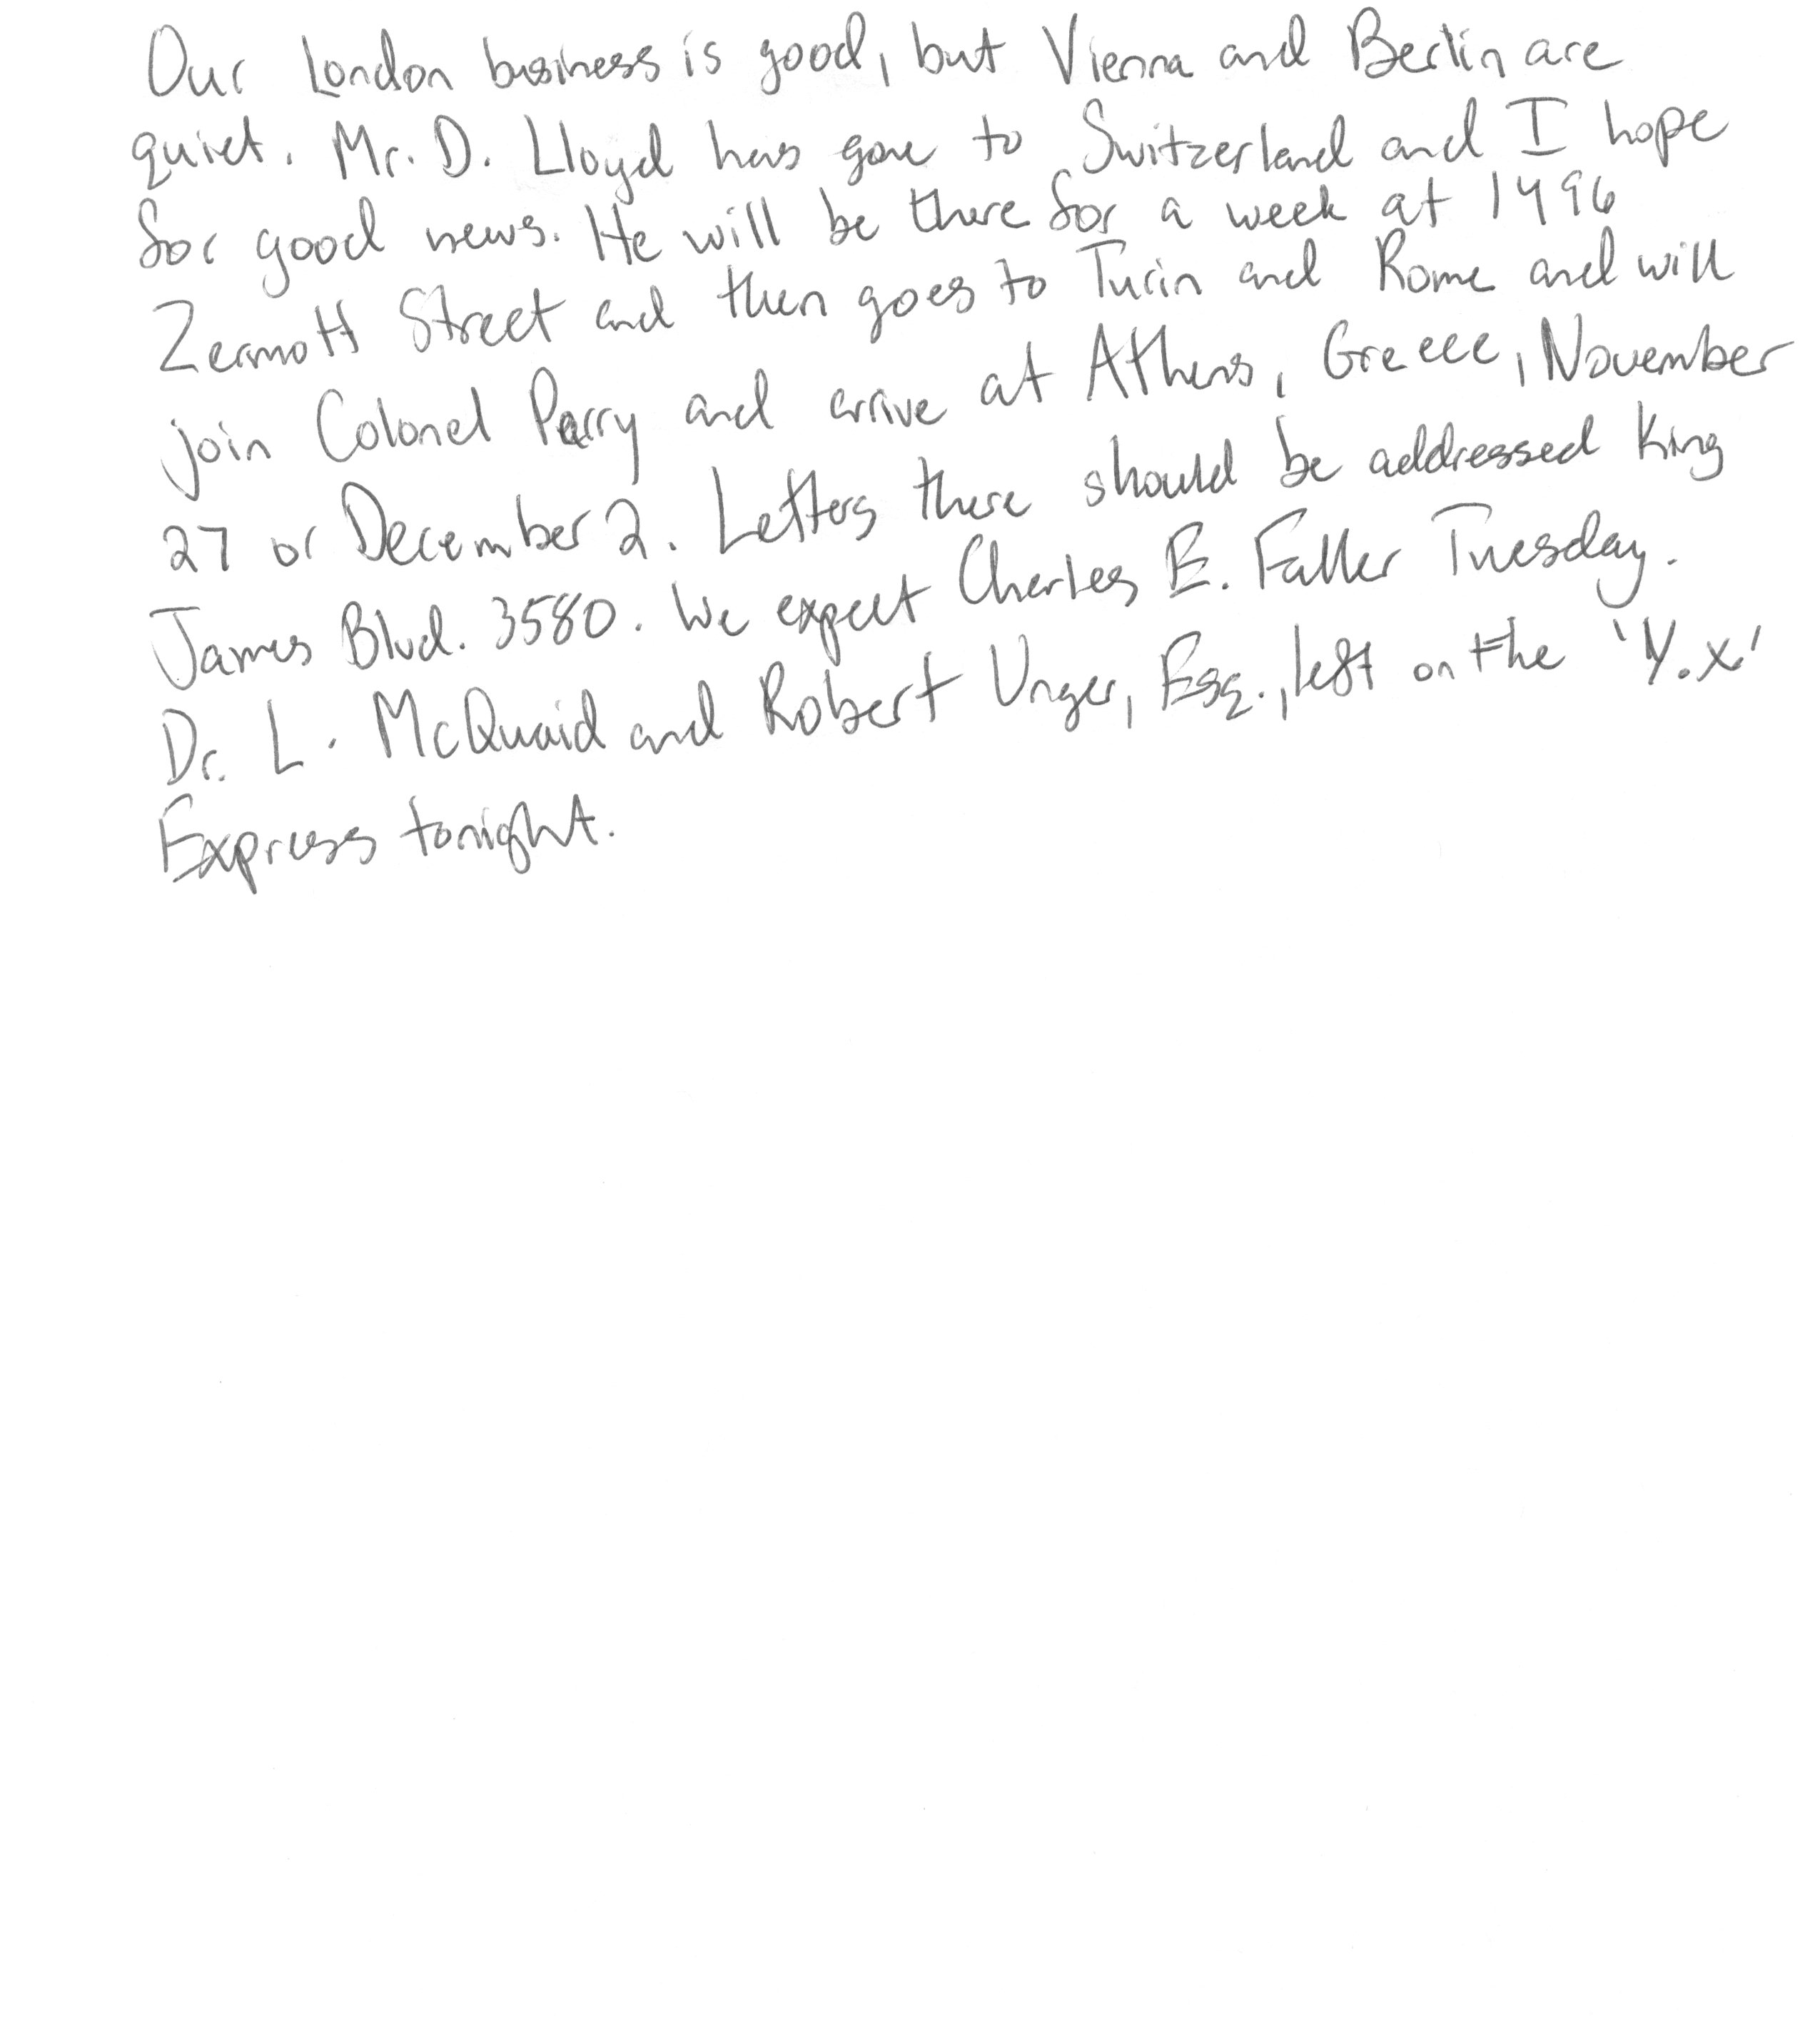 Our London business is good, but Vienna and Berlin are
quiet. Mr. D. Lloyd has gone to Switzerland and I hope
for good news. He will be there for a week at 1496
Zermott Street and then goes to Turin and Rome and will
join Colonel Parry and arrive at Athens, Greece, November
27 or December 2. Letters there should be addressed King
James Blvd. 3580. We expect Charles E. Fuller Tuesday.
Dr. L. McQuaid and Robert Unger, Esq., left on the 'Y.X'
Express tonight.